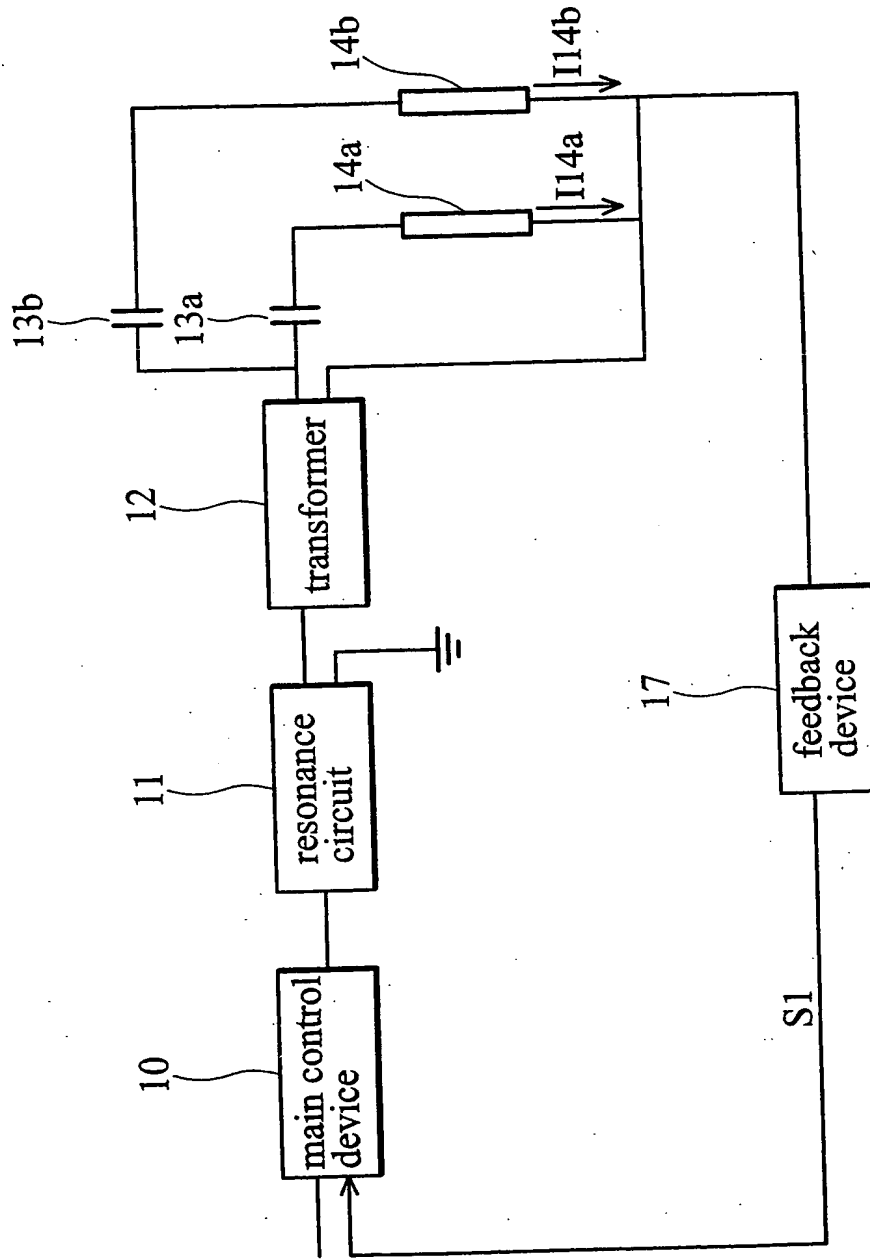 10
main control
device
11
resonance
circuit
12
transformer
13b
13a
14a
14b
I14a
I14b
17
feedback
device
S1